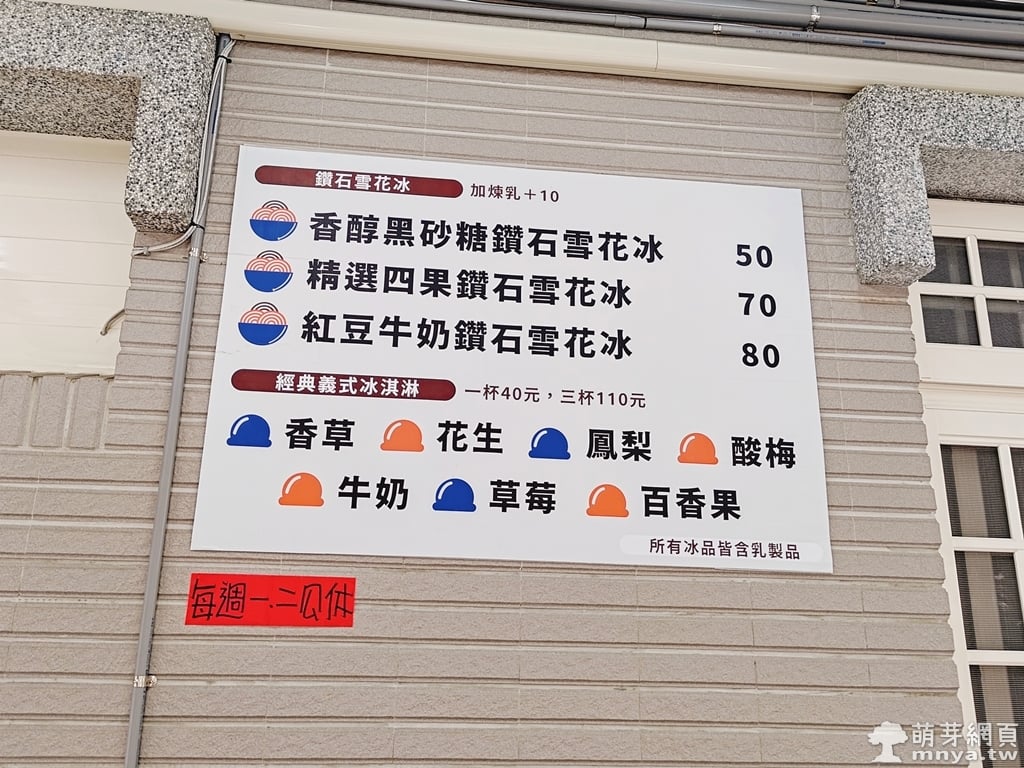 鑽石雪花冰 加煉乳＋10
香醇黑砂糖鑽石雪花冰 50
精選四果鑽石雪花冰 70
紅豆牛奶鑽石雪花冰 80
經典義式冰淇淋 一杯40元，三杯110元
香草 花生 鳳梨 酸梅
牛奶 草莓 百香果
所有冰品皆含乳製品
每週一.二公休
萌芽網頁
mnya.tw